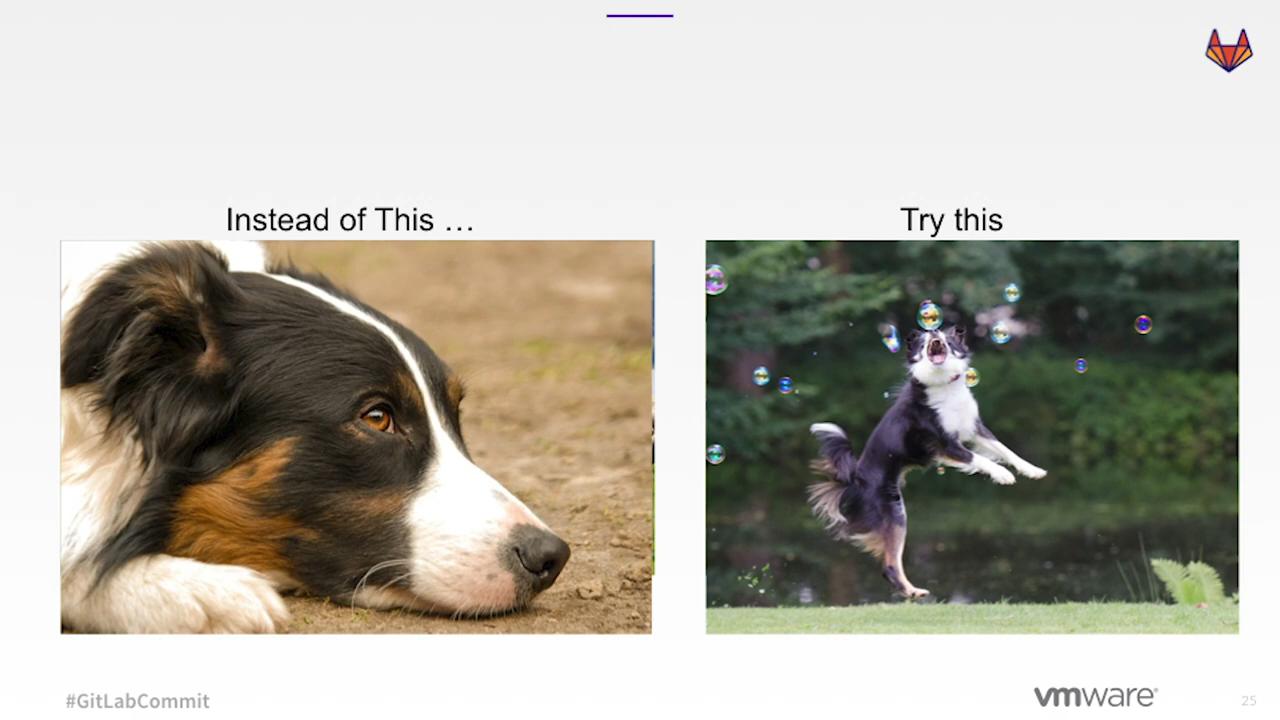 Instead of This …
Try this
#GitLabCommit
vmware®
25